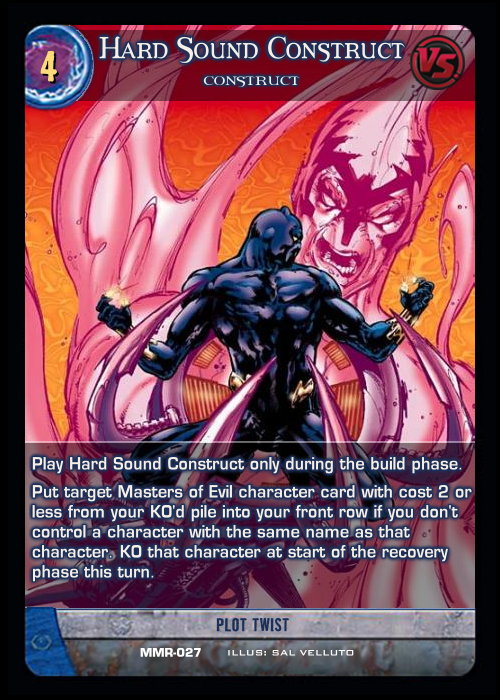 4
Hard Sound Construct
VS
CONSTRUCT
Play Hard Sound Construct only during the build phase.
Put target Masters of Evil character card with cost 2 or
less from your KO'd pile into your front row if you don't
control a character with the same name as that
character. KO that character at start of the recovery
phase this turn.
PLOT TWIST
MMR-027 ILLUS: SAL VELLUTO